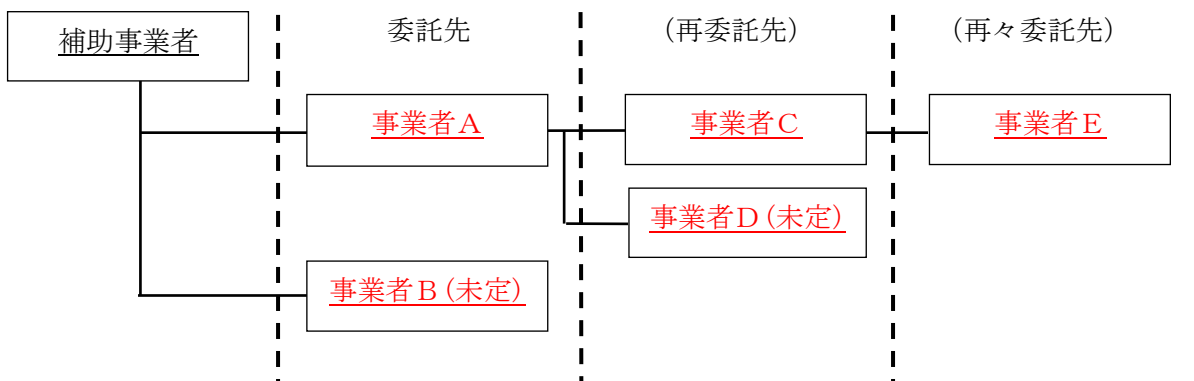 補助事業者
委託先
（再委託先）
（再々委託先）
事業者Ａ
事業者Ｃ
事業者Ｅ
事業者Ｄ（未定）
事業者Ｂ（未定）